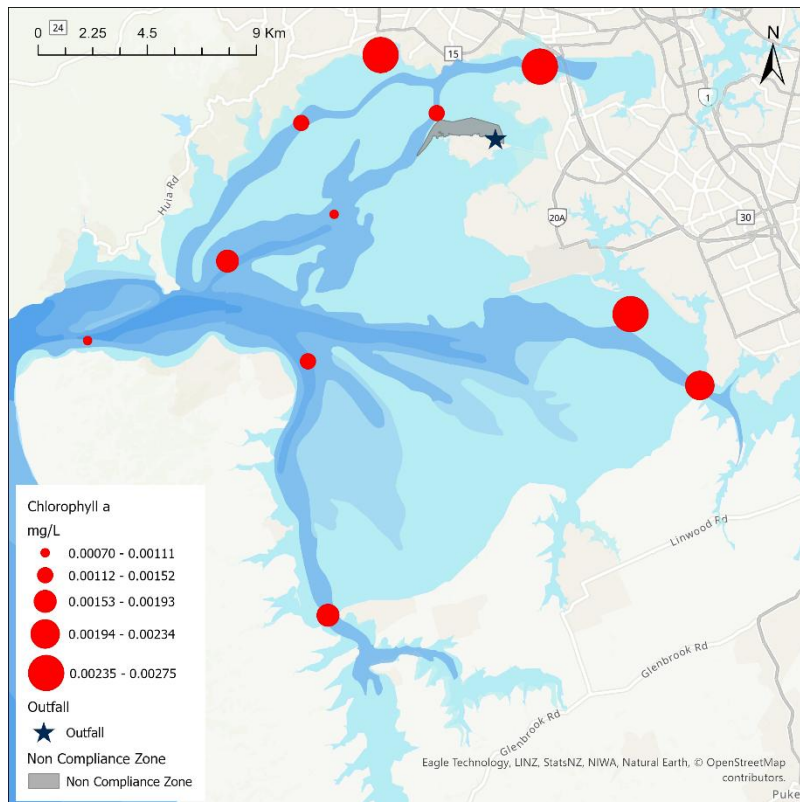 24
0 2.25 4.5 9 Km
15
N
1
Huia Rd
20A
30
Linwood Rd
Glenbrook Rd
Glenbrook Rd
Chlorophyll a
mg/L
0.00070 - 0.00111
0.00112 - 0.00152
0.00153 - 0.00193
0.00194 - 0.00234
0.00235 - 0.00275
Outfall
Outfall
Non Compliance Zone
Non Compliance Zone
Eagle Technology, LINZ, StatsNZ, NIWA, Natural Earth, © OpenStreetMap
contributors.
Puke